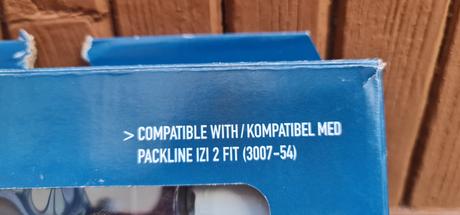 > COMPATIBLE WITH/KOMPATIBEL MED
PACKLINE IZI 2 FIT (3007-54)